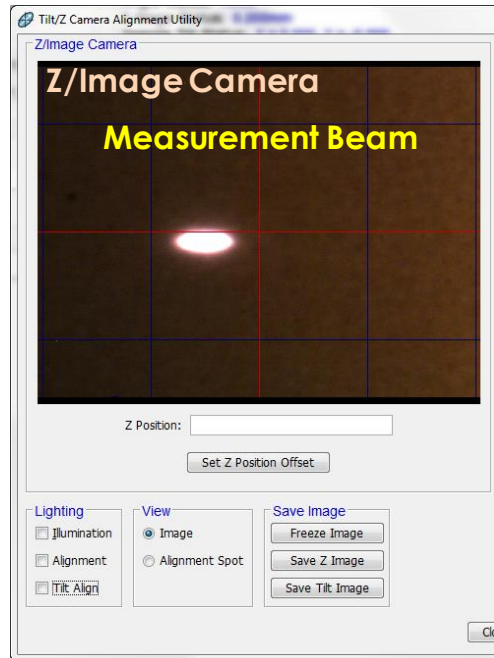 Tilt/Z Camera Alignment Utility
Z/Image Camera
Z/Image Camera
Measurement Beam
Z Position:
Set Z Position Offset
Lighting
View
Save Image
Illumination
Image
Freeze Image
Alignment
Alignment Spot
Save Z Image
Tilt Align
Save Tilt Image